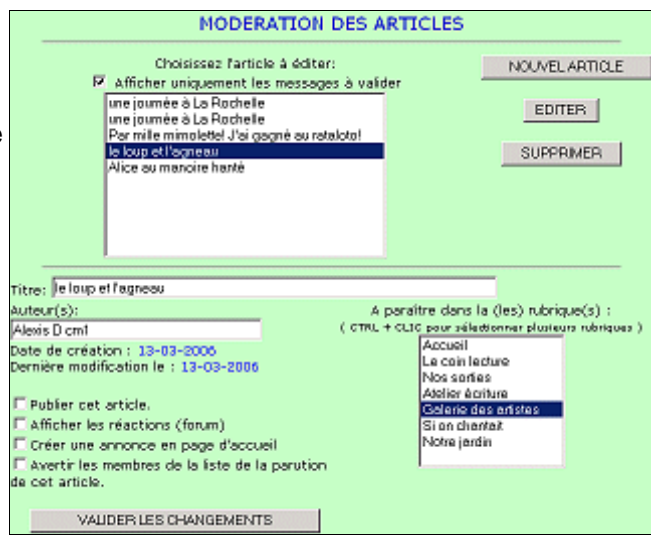 MODERATION DES ARTICLES
Choisissez l'article à éditer:
Afficher uniquement les messages à valider
NOUVEL ARTICLE
EDITER
SUPPRIMER
une journée à La Rochelle
une journée à La Rochelle
Par mille mimolette! J'ai gagné au rataloto!
le loup et l'agneau
Alice au manoire hanté
e
Titre: le loup et l'agneau
Auteur(s):
Alexis D cm1
Date de création : 13-03-2006
Dernière modification le : 13-03-2006
Publier cet article.
Afficher les réactions (forum)
Créer une annonce en page d'accueil
Avertir les membres de la liste de la parution
de cet article.
A paraître dans la (les) rubrique(s) :
( CTRL + CLIC pour sélectionner plusieurs rubriques )
Accueil
Le coin lecture
Nos sorties
Atelier écriture
Galerie des artistes
Si on chantait
Notre jardin
VALIDER LES CHANGEMENTS